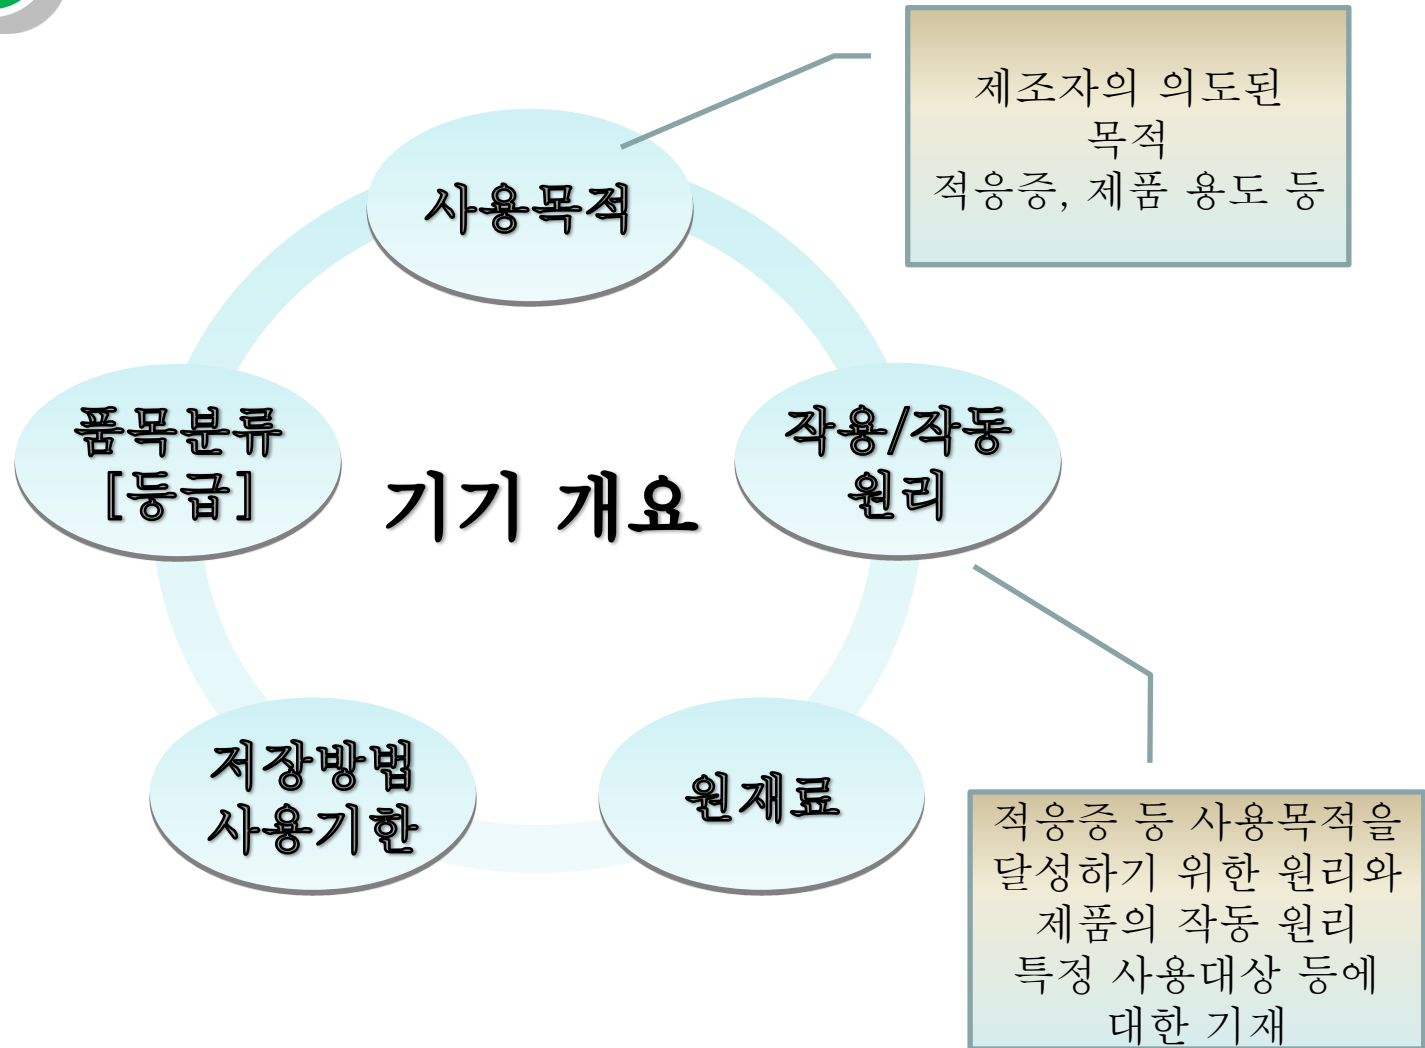 제조자의 의도된
목적
적응증, 제품 용도 등
사용목적
품목분류
[등급]
기기 개요
작용/작동
원리
저장방법
사용기한
원재료
적응증 등 사용목적을
달성하기 위한 원리와
제품의 작동 원리
특정 사용대상 등에
대한 기재